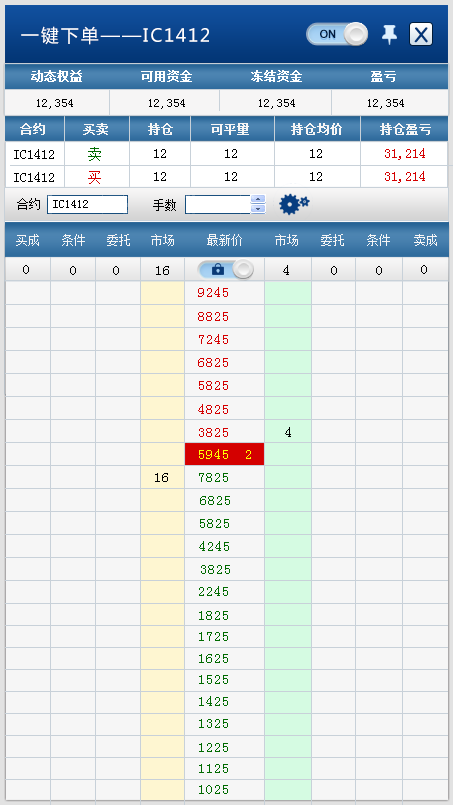 一键下单——IC1412 ON X
动态权益 可用资金 冻结资金 盈亏
12,354 12,354 12,354 12,354
合约 买卖 持仓 可平量 持仓均价 持仓盈亏
IC1412 卖 12 12 12 31,214
IC1412 买 12 12 12 31,214
合约 IC1412 手数
买成 条件 委托 市场 最新价 市场 委托 条件 卖成
0 0 0 16 4 0 0 0
9245
8825
7245
6825
5825
4825
3825 4
5945 2
16 7825
6825
5825
4245
3825
2245
1825
1725
1625
1525
1425
1325
1225
1125
1025